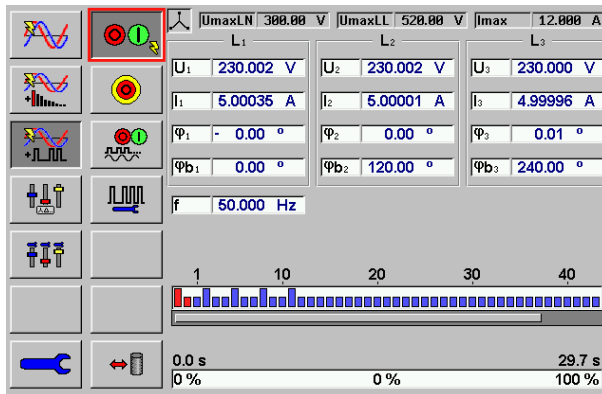 UmaxLN 300.00 V UmaxLL 520.00 V Imax 12.000 A
L₁ L₂ L₃
U₁ 230.002 V U₂ 230.002 V U₃ 230.000 V
I₁ 5.00035 A I₂ 5.00001 A I₃ 4.99996 A
φ₁ - 0.00 ° φ₂ 0.00 ° φ₃ 0.01 °
φb₁ 0.00 ° φb₂ 120.00 ° φb₃ 240.00 °
f 50.000 Hz
1 10 20 30 40
0.0 s 29.7 s
0 % 0 % 100 %